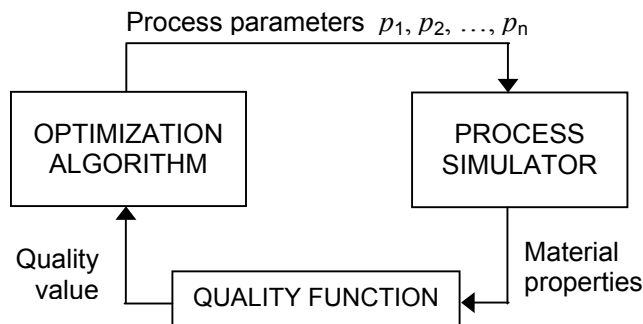 Process parameters p1, p2, …, pn
OPTIMIZATION
ALGORITHM
PROCESS
SIMULATOR
Quality
value
Material
properties
QUALITY FUNCTION